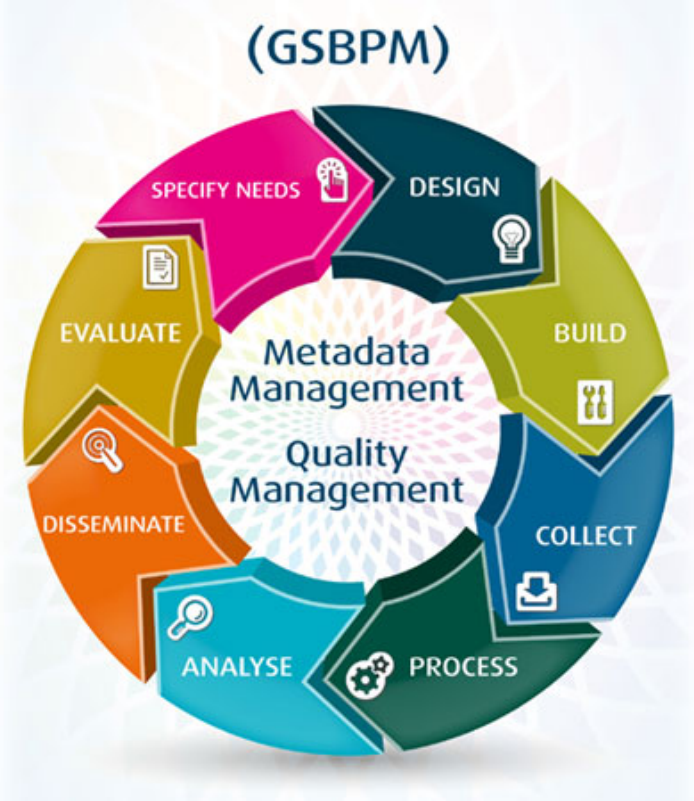 (GSBPM)
SPECIFY NEEDS
DESIGN
BUILD
COLLECT
PROCESS
ANALYSE
DISSEMINATE
EVALUATE
Metadata
Management
Quality
Management